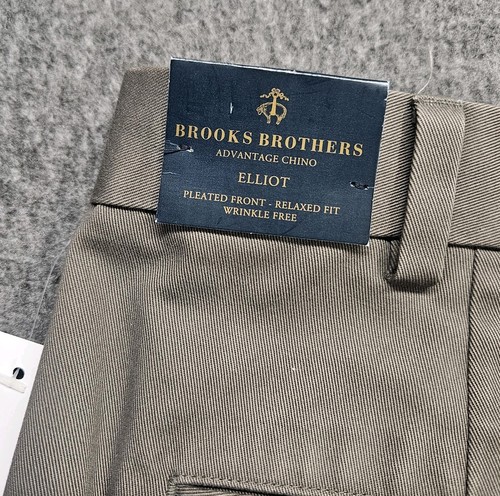 BROOKS BROTHERS
ADVANTAGE CHINO
ELLIOT
PLEATED FRONT - RELAXED FIT
WRINKLE FREE